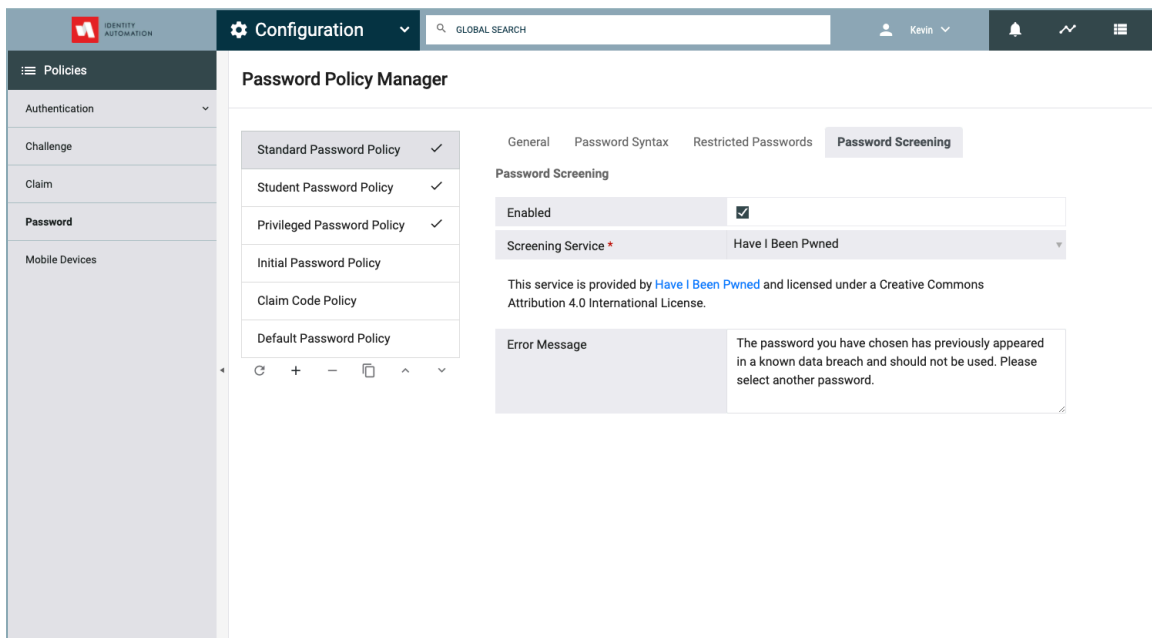 IDENTITY
AUTOMATION
Configuration
GLOBAL SEARCH
Kevin
Policies
Authentication
Challenge
Claim
Password
Mobile Devices
Password Policy Manager
Standard Password Policy
Student Password Policy
Privileged Password Policy
Initial Password Policy
Claim Code Policy
Default Password Policy
General Password Syntax Restricted Passwords Password Screening
Password Screening
Enabled
Screening Service * Have I Been Pwned
This service is provided by Have I Been Pwned and licensed under a Creative Commons
Attribution 4.0 International License.
Error Message
The password you have chosen has previously appeared
in a known data breach and should not be used. Please
select another password.